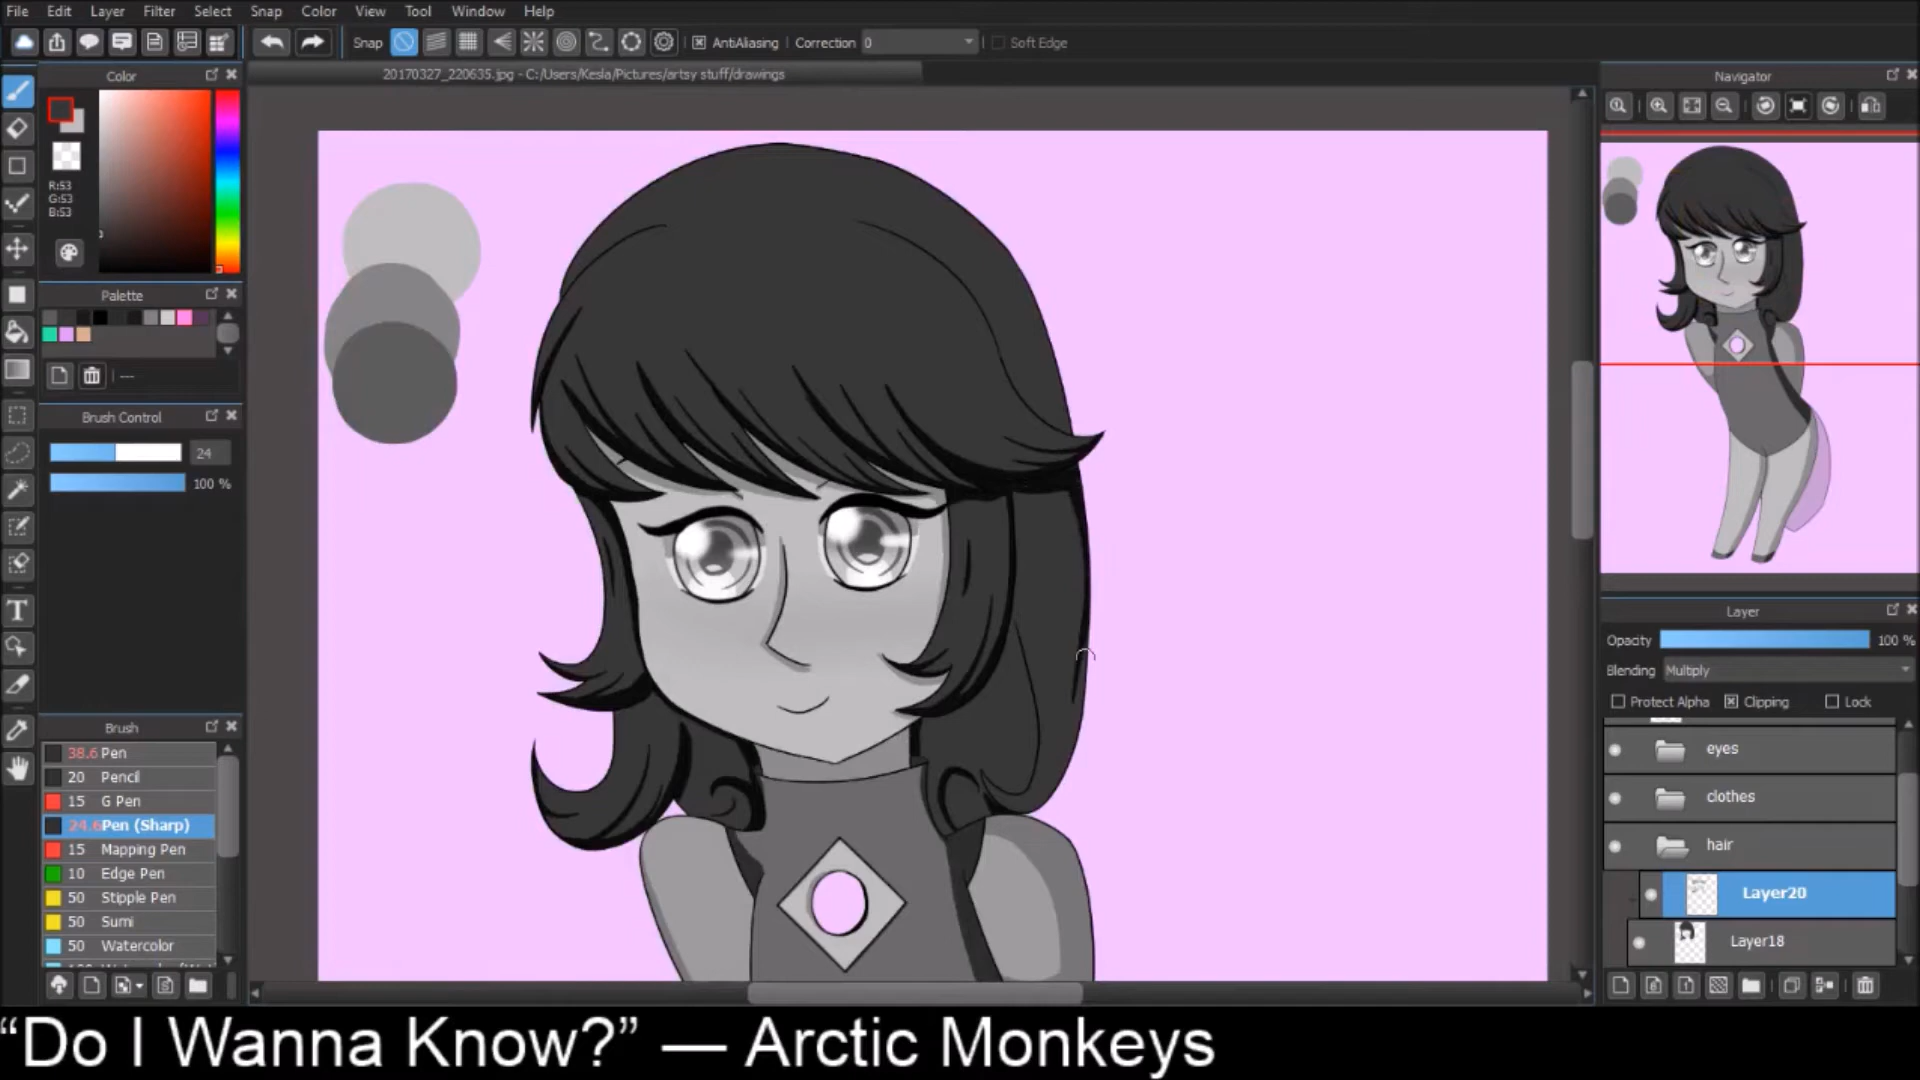 File Edit Layer Filter Select Snap Color View Tool Window Help
Snap AntiAliasing Correction 0 Soft Edge
Color
20170327_220635.jpg - C:/Users/Kesla/Pictures/artsy stuff/drawings
Navigator
R:53
G:53
B:53
Palette
---
Brush Control
24
100 %
Brush
38.6 Pen
20 Pencil
15 G Pen
24.6 Pen (Sharp)
15 Mapping Pen
10 Edge Pen
50 Stipple Pen
50 Sumi
50 Watercolor
Layer
Opacity 100 %
Blending Multiply
Protect Alpha Clipping Lock
eyes
clothes
hair
Layer20
Layer18
“Do I Wanna Know?” — Arctic Monkeys